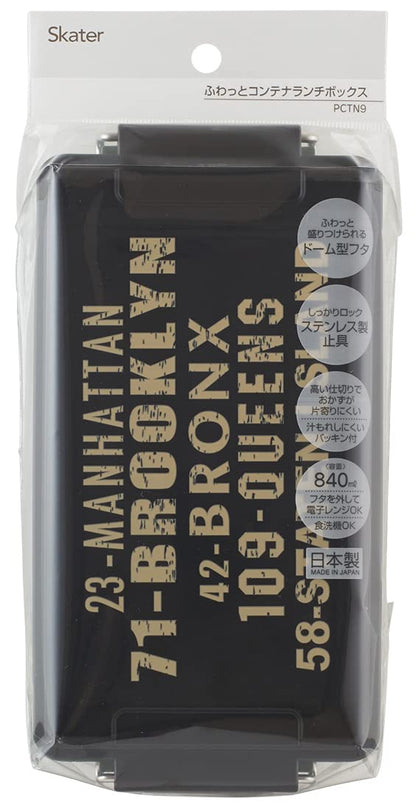 Skater
ふわっとコンテナランチボックス
PCTN9
ふわっと
盛りつけられる
ドーム型フタ
しっかりロック
ステンレス製
止具
高い仕切りで
おかずが
片寄りにくい
汁もれしにくい
パッキン付
〈容量〉
840㎖
フタを外して
電子レンジOK
食洗機OK
日本製
MADE IN JAPAN
23-MANHATTAN
71-BROOKLYN
42-BRONX
109-QUEENS
58-STATEN ISLAND